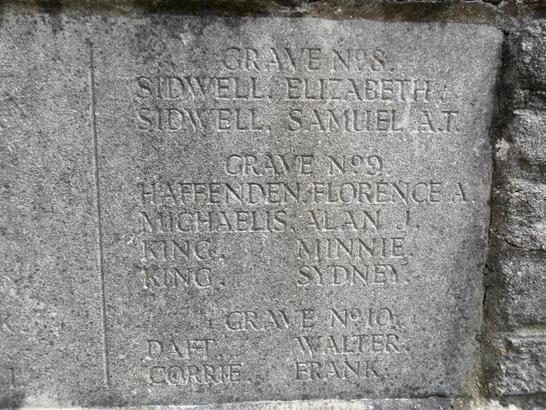 GRAVE Nº8.
SIDWELL, ELIZABETH.
SIDWELL, SAMUEL A.T.
GRAVE Nº9.
HAFFENDEN, FLORENCE A.
MICHAELIS, ALAN J.
KING, MINNIE.
KING, SYDNEY.
GRAVE Nº10.
DAFT, WALTER.
CORRIE, FRANK.